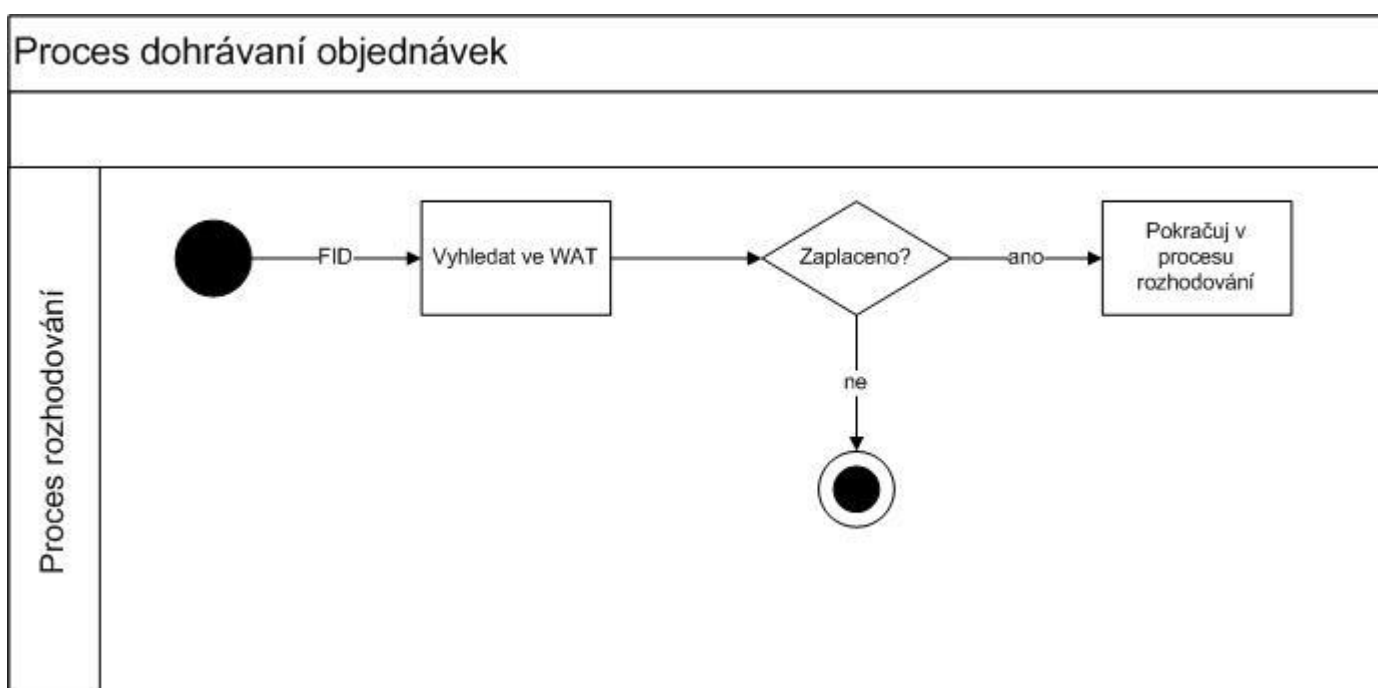 Proces dohrávaní objednávek
Proces rozhodování
FID
Vyhledat ve WAT
Zaplaceno?
ano
Pokračuj v
procesu
rozhodování
ne